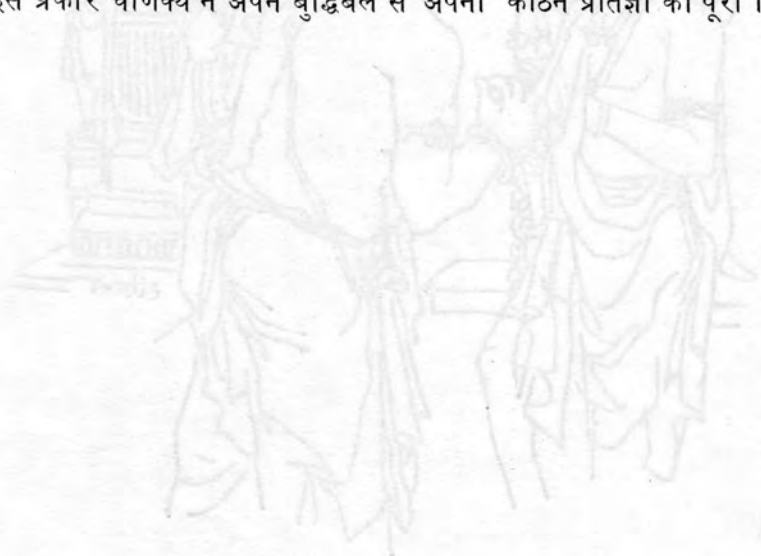 इस प्रकार चाणक्य ने अपने बुद्धिबल से अपनी कठिन प्रतिज्ञा को पूरा